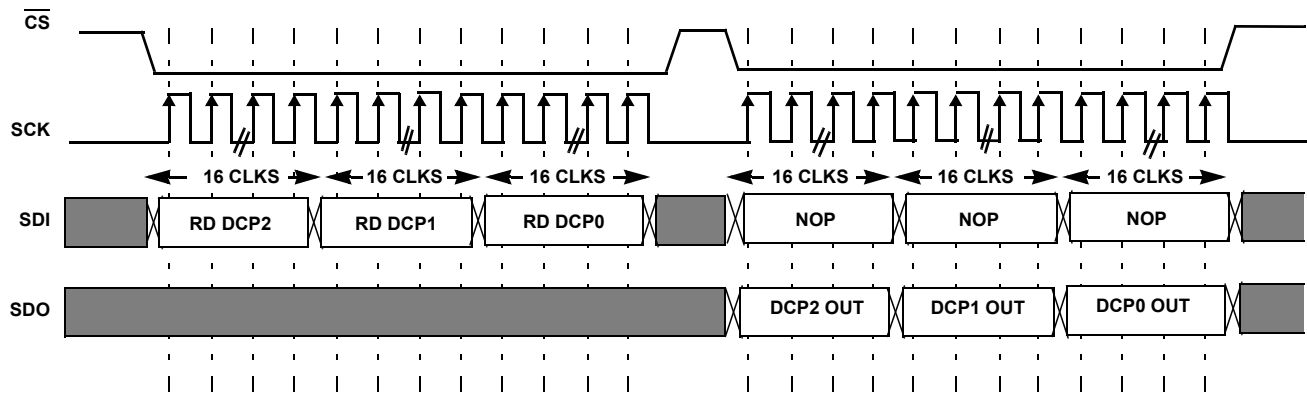 CS
SCK
16 CLKS 16 CLKS 16 CLKS 16 CLKS 16 CLKS 16 CLKS
SDI RD DCP2 RD DCP1 RD DCP0 NOP NOP NOP
SDO DCP2 OUT DCP1 OUT DCP0 OUT